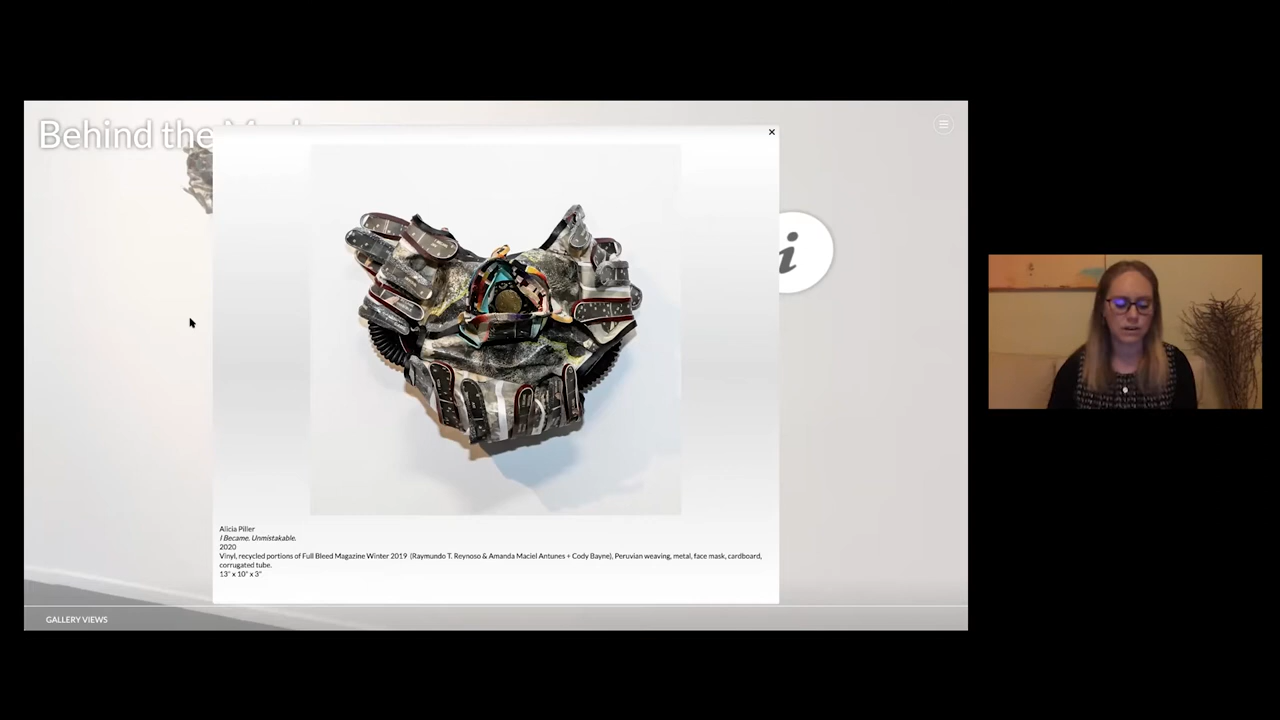 Behind the
×
i
Alicia Piller
I Became. Unmistakable.
2020
Vinyl, recycled portions of Full Bleed Magazine Winter 2019 (Raymundo T. Reynoso & Amanda Maciel Antunes + Cody Bayne), Peruvian weaving, metal, face mask, cardboard,
corrugated tube.
13" x 10" x 3"
GALLERY VIEWS